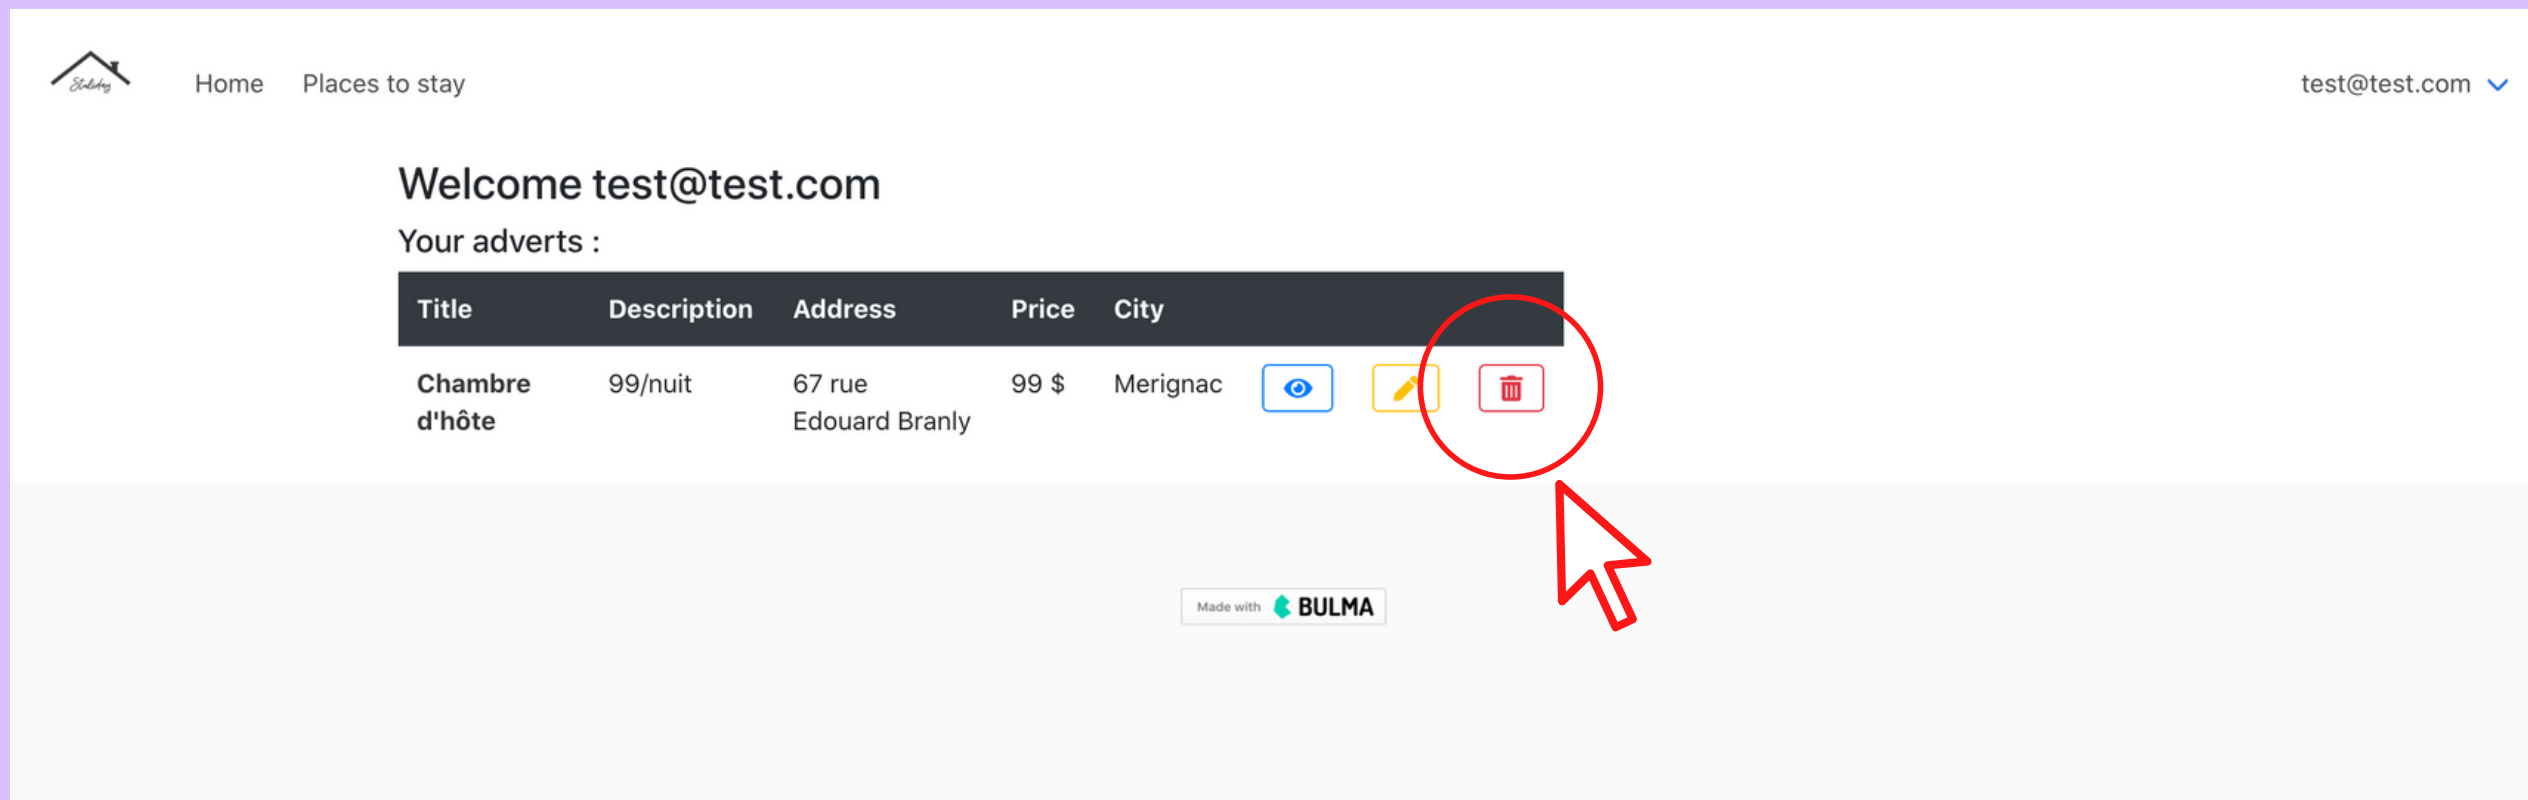 Home Places to stay test@test.com
Welcome test@test.com
Your adverts :
Title Description Address Price City
Chambre 99/nuit 67 rue 99 $ Merignac
d'hôte Edouard Branly
Made with BULMA